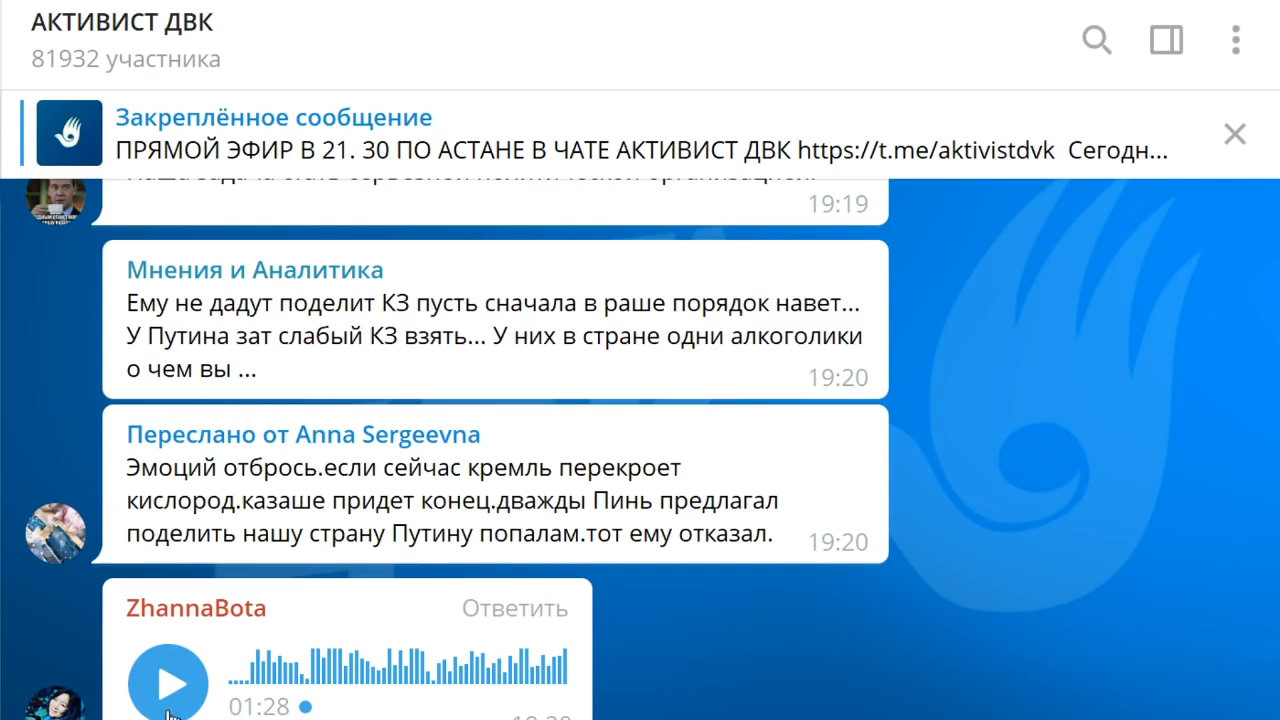 АКТИВИСТ ДВК
81932 участника
Закреплённое сообщение
ПРЯМОЙ ЭФИР В 21. 30 ПО АСТАНЕ В ЧАТЕ АКТИВИСТ ДВК https://t.me/aktivistdvk Сегодн...
19:19
Мнения и Аналитика
Ему не дадут поделит КЗ пусть сначала в раше порядок навет...
У Путина зат слабый КЗ взять... У них в стране одни алкоголики
о чем вы ...
19:20
Переслано от Anna Sergeevna
Эмоций отбрось.если сейчас кремль перекроет
кислород.казаше придет конец.дважды Пинь предлагал
поделить нашу страну Путину попалам.тот ему отказал.
19:20
ZhannaBota
Ответить
01:28